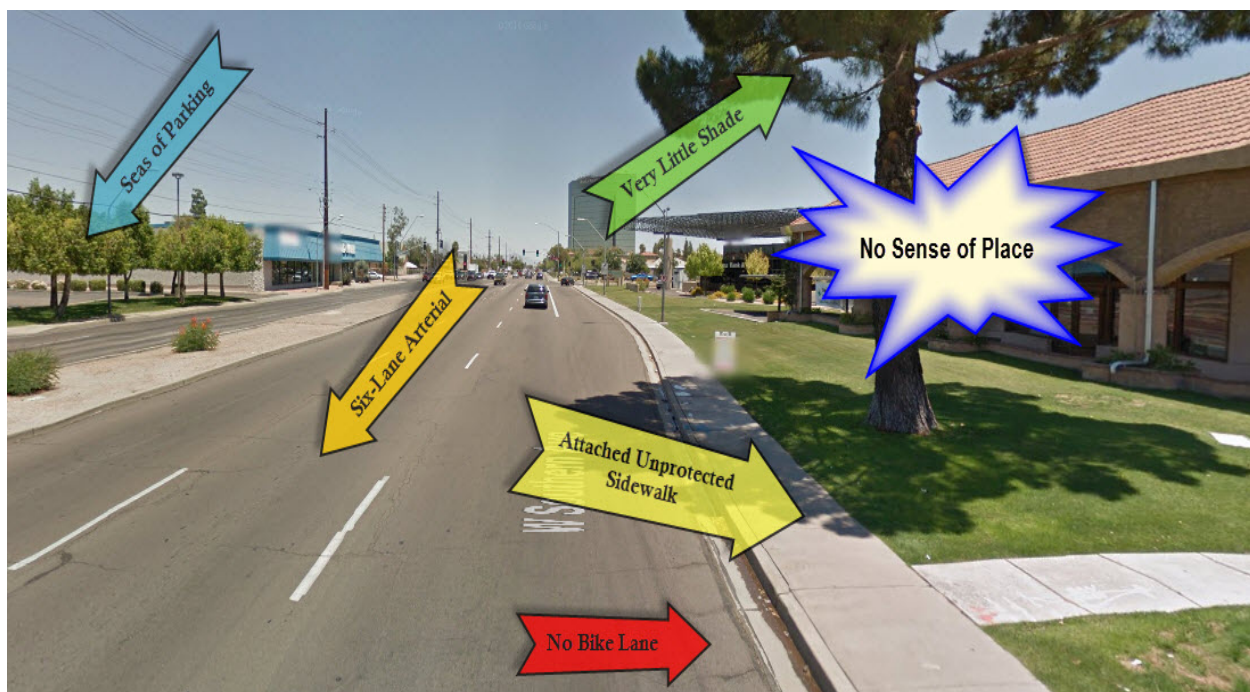 Seas of Parking
Very Little Shade
No Sense of Place
Six-Lane Arterial
Attached Unprotected
Sidewalk
No Bike Lane